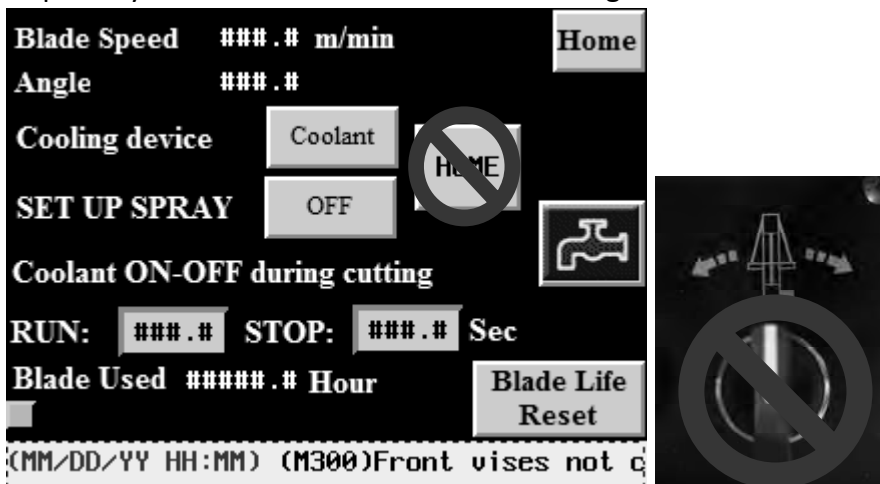 Blade Speed ###.# m/min Home
Angle ###.#
Cooling device Coolant
HOME
SET UP SPRAY OFF
Coolant ON-OFF during cutting
RUN: ###.# STOP: ###.# Sec
Blade Used #####.# Hour Blade Life
Reset
(MM/DD/YY HH:MM) (M300)Front vises not